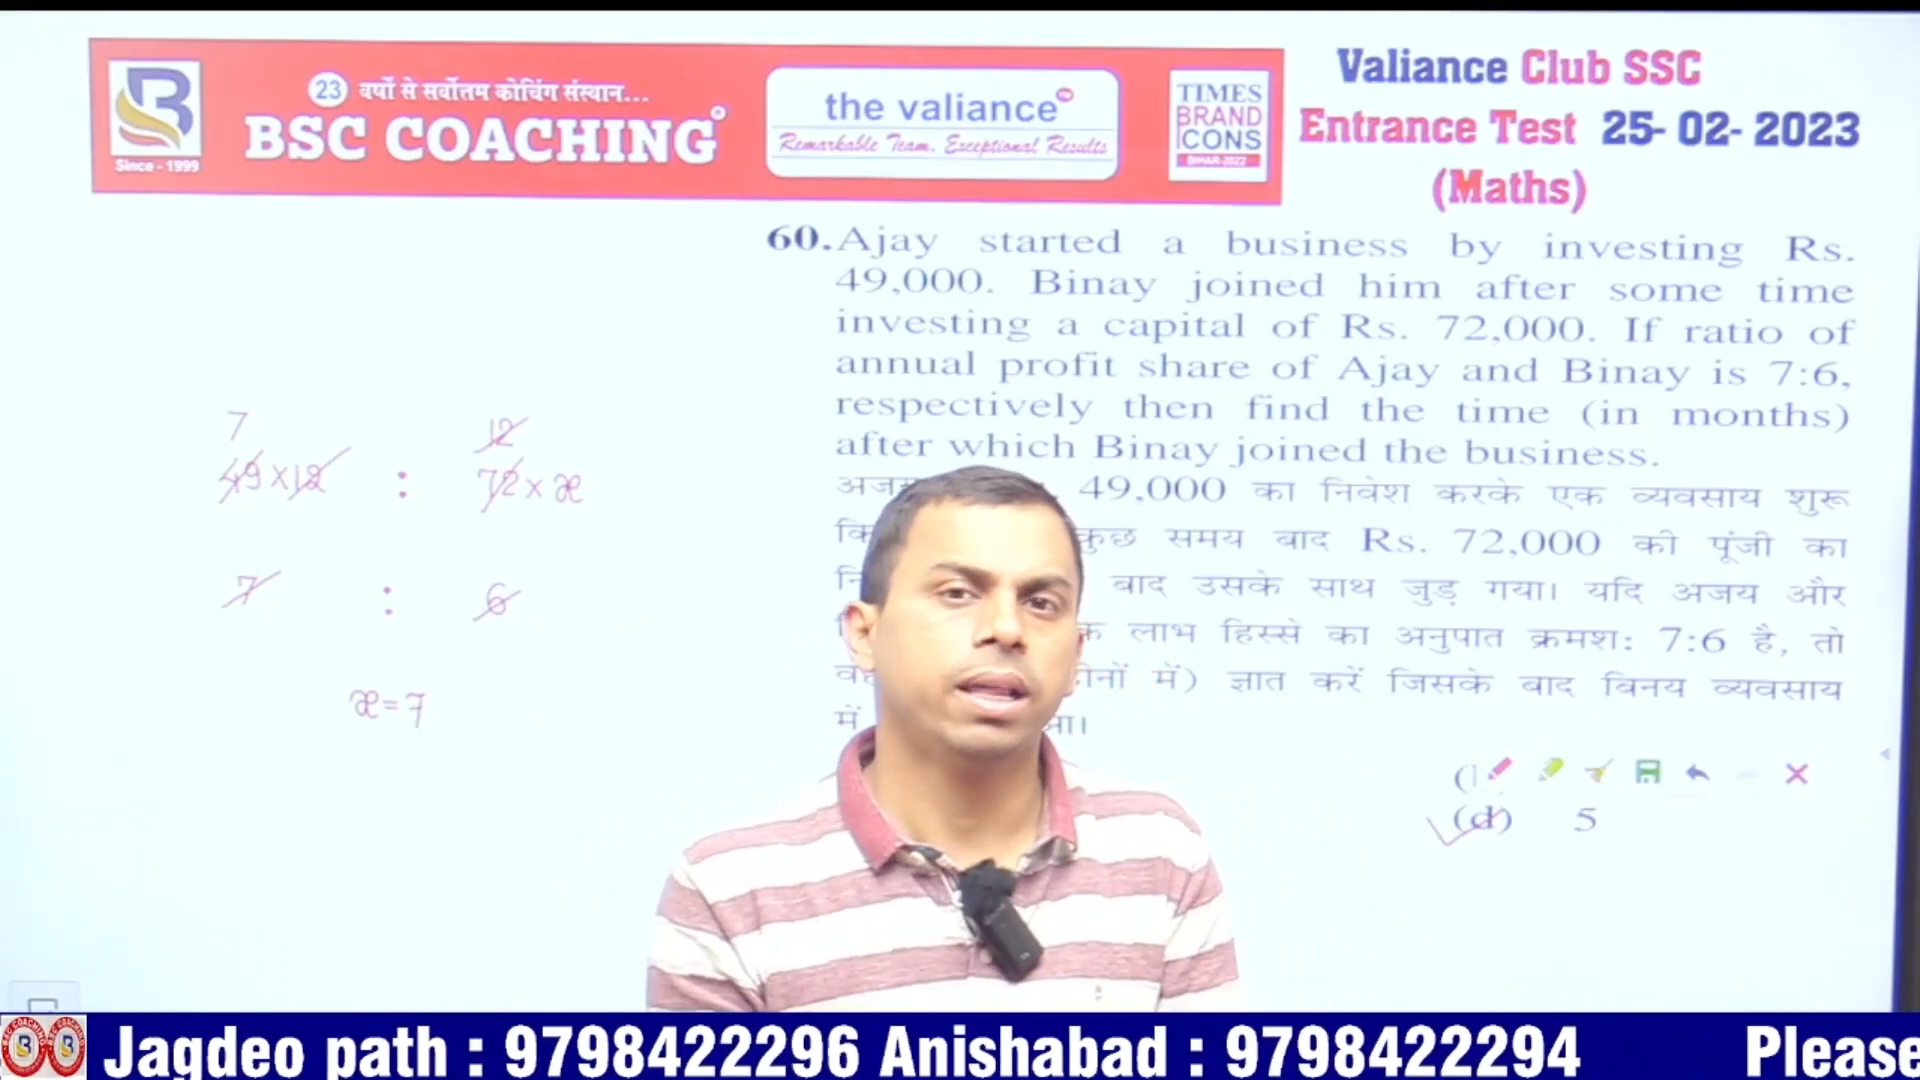 23 वर्षो से सर्वोत्तम कोचिंग संस्थान...
BSC COACHING
Since - 1999
the valiance
Remarkable Team, Exceptional Results
TIMES
BRAND
ICONS
BIHAR-2022
Valiance Club SSC
Entrance Test 25- 02- 2023
(Maths)
60. Ajay started a business by investing Rs.
49,000. Binay joined him after some time
investing a capital of Rs. 72,000. If ratio of
annual profit share of Ajay and Binay is 7:6,
respectively then find the time (in months)
after which Binay joined the business.
49,000 का निवेश करके एक व्यवसाय शुरू
कुछ समय बाद Rs. 72,000 की पूंजी का
बाद उसके साथ जुड़ गया। यदि अजय और
लाभ हिस्से का अनुपात क्रमश: 7:6 है, तो
में) ज्ञात करें जिसके बाद विनय व्यवसाय
में
(d) 5
7 12
49 x 12 : 72 x x
7 : 6
x = 7
Jagdeo path : 9798422296 Anishabad : 9798422294 Please